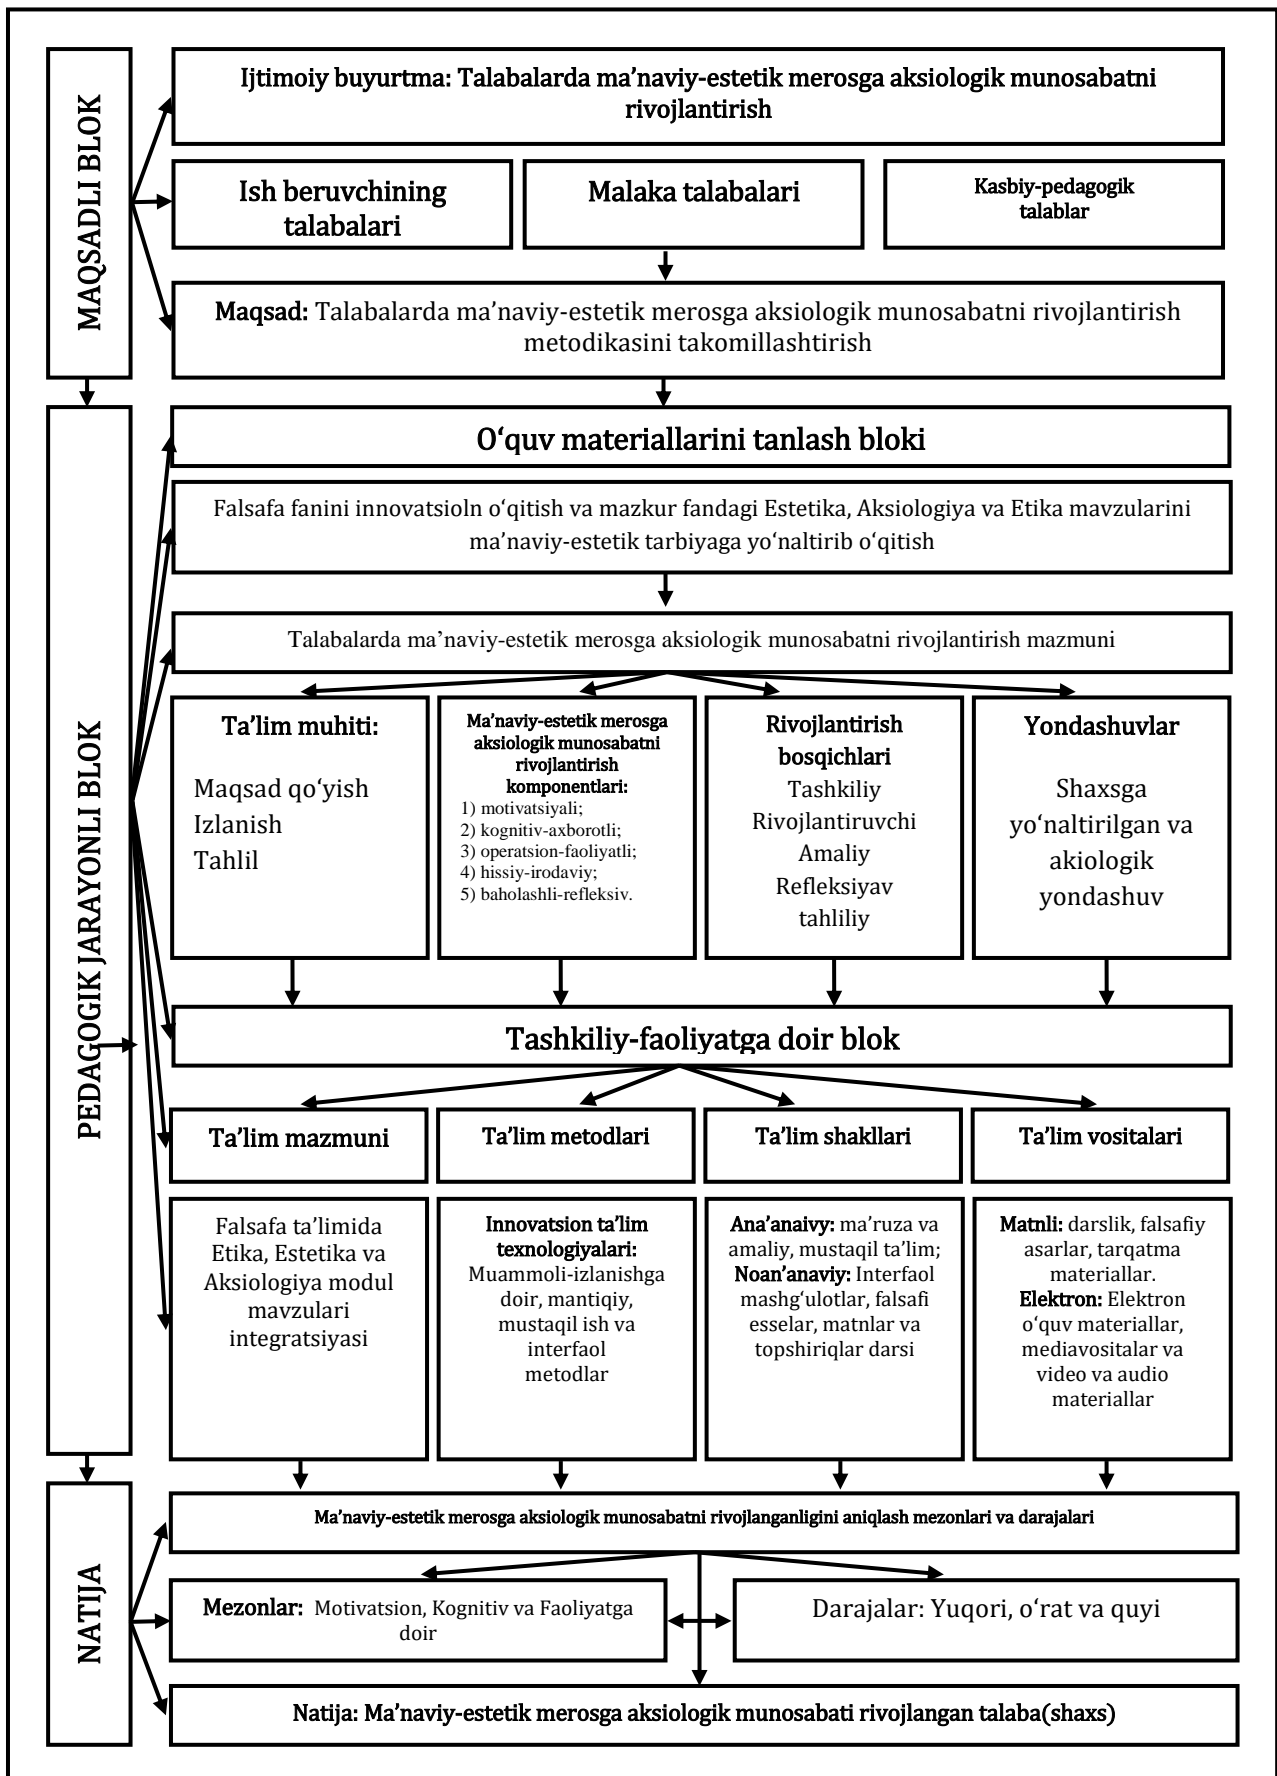 MAQSADLI BLOK
Ijtimoiy buyurtma: Talabalarda ma’naviy-estetik merosga aksiologik munosabatni
rivojlantirish
Ish beruvchining
talabalari
Malaka talabalari
Kasbiy-pedagogik
talablar
Maqsad: Talabalarda ma’naviy-estetik merosga aksiologik munosabatni rivojlantirish
metodikasini takomillashtirish
PEDAGOGIK JARAYONLI BLOK
O‘quv materiallarini tanlash bloki
Falsafa fanini innovatsioln o‘qitish va mazkur fandagi Estetika, Aksiologiya va Etika mavzularini
ma’naviy-estetik tarbiyaga yo‘naltirib o‘qitish
Talabalarda ma’naviy-estetik merosga aksiologik munosabatni rivojlantirish mazmuni
Ta’lim muhiti:
Maqsad qo‘yish
Izlanish
Tahlil
Ma’naviy-estetik merosga
aksiologik munosabatni
rivojlantirish
komponentlari:
1) motivatsiyali;
2) kognitiv-axborotli;
3) operatsion-faoliyatli;
4) hissiy-irodaviy;
5) baholashli-refleksiv.
Rivojlantirish
bosqichlari
Tashkiliy
Rivojlantiruvchi
Amaliy
Refleksiyav
tahliliy
Yondashuvlar
Shaxsga
yo‘naltirilgan va
akiologik
yondashuv
Tashkiliy-faoliyatga doir blok
Ta’lim mazmuni
Ta’lim metodlari
Ta’lim shakllari
Ta’lim vositalari
Falsafa ta’limida
Etika, Estetika va
Aksiologiya modul
mavzulari
integratsiyasi
Innovatsion ta’lim
texnologiyalari:
Muammoli-izlanishga
doir, mantiqiy,
mustaqil ish va
interfaol
metodlar
Ana’anaivy: ma’ruza va
amaliy, mustaqil ta’lim;
Noan’anaviy: Interfaol
mashg‘ulotlar, falsafi
esselar, matnlar va
topshiriqlar darsi
Matnli: darslik, falsafiy
asarlar, tarqatma
materiallar.
Elektron: Elektron
o‘quv materiallar,
mediavositalar va
video va audio
materiallar
NATIJA
Ma’naviy-estetik merosga aksiologik munosabatni rivojlanganligini aniqlash mezonlari va darajalari
Mezonlar: Motivatsion, Kognitiv va Faoliyatga
doir
Darajalar: Yuqori, o‘rat va quyi
Natija: Ma’naviy-estetik merosga aksiologik munosabati rivojlangan talaba(shaxs)